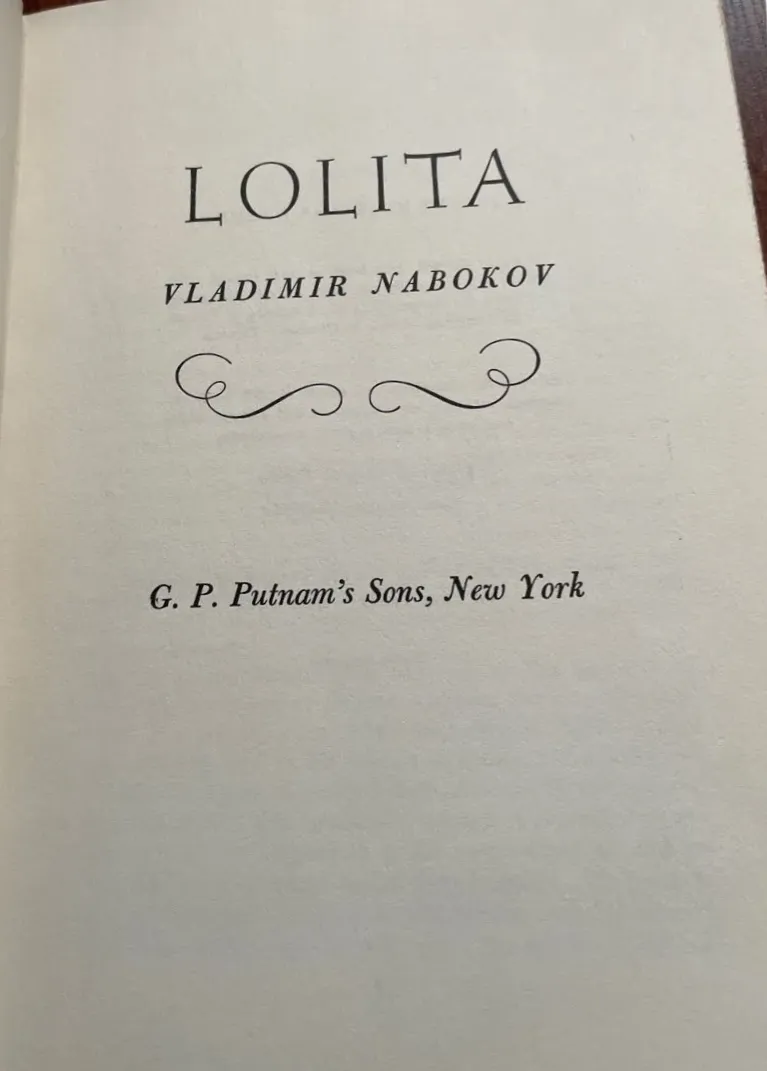 LOLITA
VLADIMIR NABOKOV
G. P. Putnam's Sons, New York